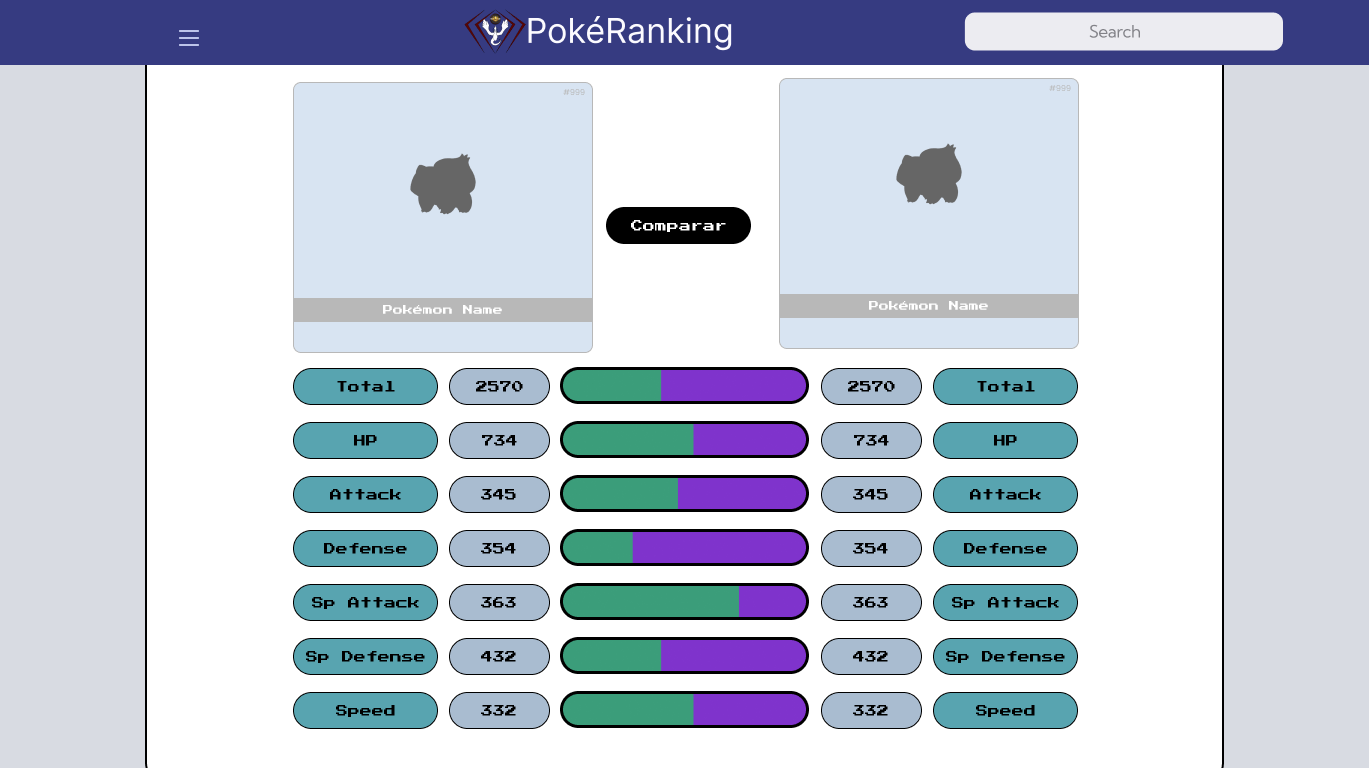 PokéRanking
Search
#999
#999
Comparar
Pokémon Name
Pokémon Name
Total 2570 2570 Total
HP 734 734 HP
Attack 345 345 Attack
Defense 354 354 Defense
Sp Attack 363 363 Sp Attack
Sp Defense 432 432 Sp Defense
Speed 332 332 Speed